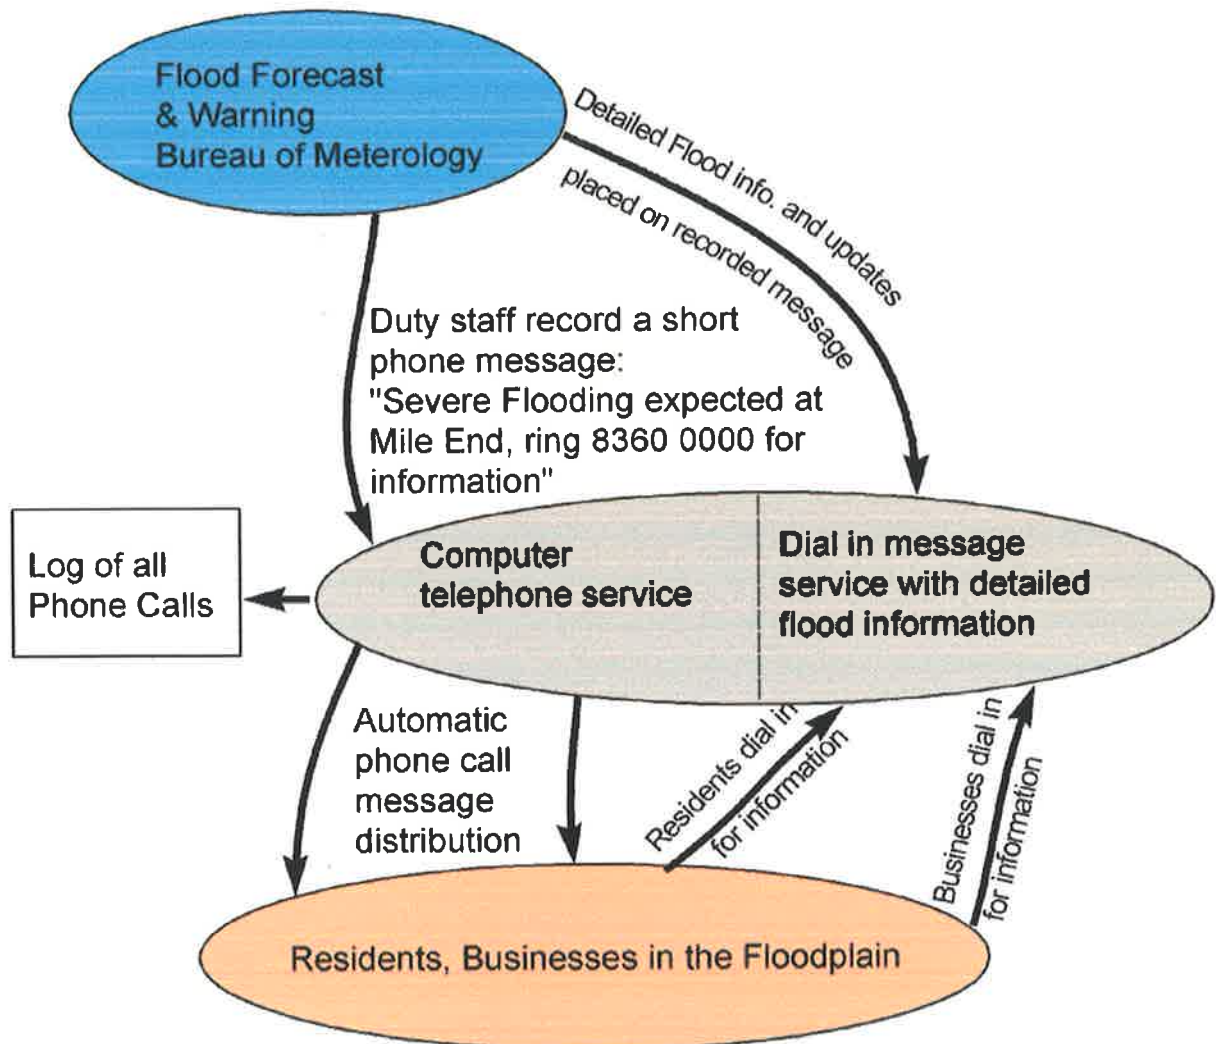 Flood Forecast
& Warning
Bureau of Meterology
Detailed Flood info. and updates
placed on recorded message
Duty staff record a short
phone message:
"Severe Flooding expected at
Mile End, ring 8360 0000 for
information"
Log of all
Phone Calls
Computer
telephone service
Dial in message
service with detailed
flood information
Automatic
phone call
message
distribution
Residents dial in
for information
Businesses dial in
for information
Residents, Businesses in the Floodplain